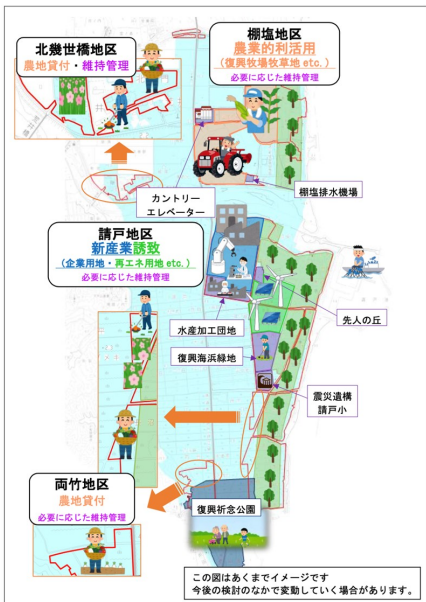 北幾世橋地区
農地貸付・維持管理
棚塩地区
農業的利活用
(復興牧場牧草地 etc.)
必要に応じた維持管理
カントリー
エレベーター
棚塩排水機場
請戸地区
新産業誘致
(企業用地・再エネ用地 etc.)
必要に応じた維持管理
先人の丘
水産加工団地
復興海浜緑地
震災遺構
請戸小
両竹地区
農地貸付
必要に応じた維持管理
復興祈念公園
この図はあくまでイメージです
今後の検討のなかで変動していく場合があります。